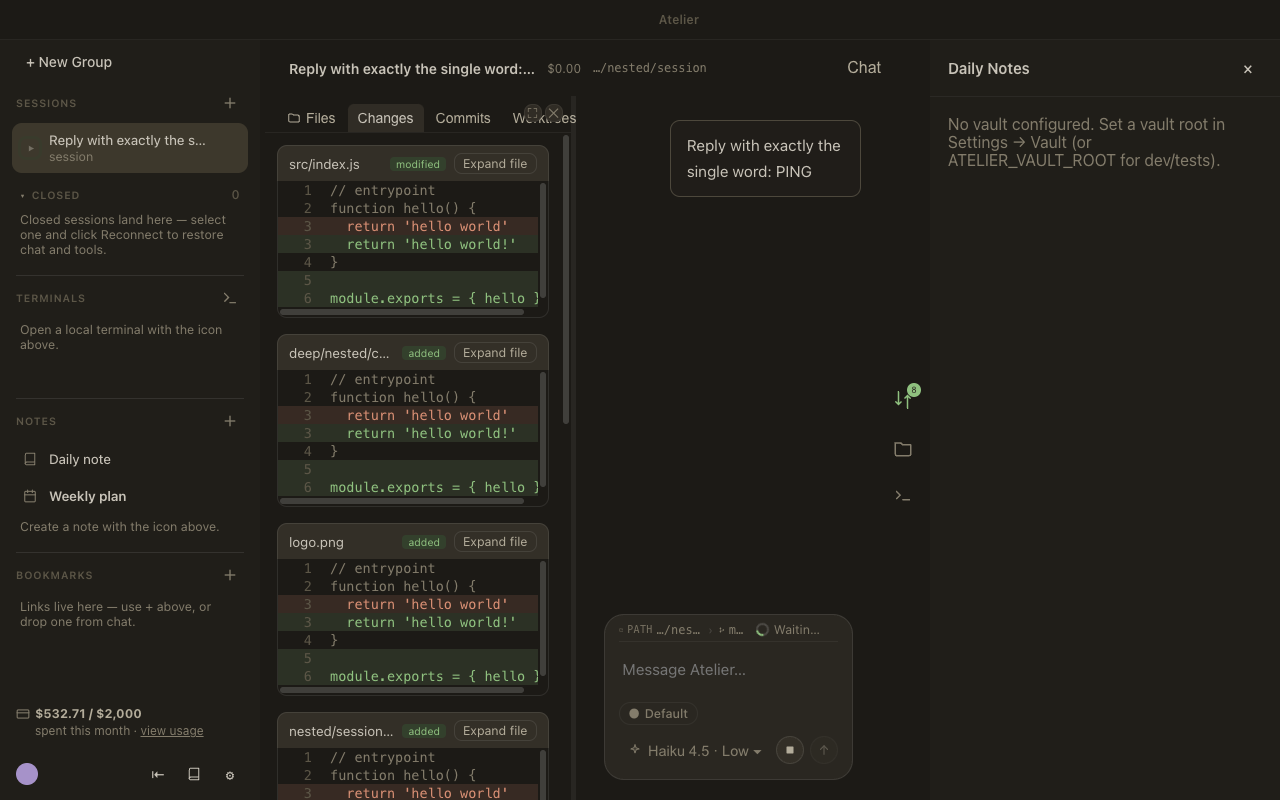 Atelier
+ New Group
SESSIONS
Reply with exactly the s...
session
CLOSED 0
Closed sessions land here — select
one and click Reconnect to restore
chat and tools.
TERMINALS
Open a local terminal with the icon
above.
NOTES
Daily note
Weekly plan
Create a note with the icon above.
BOOKMARKS
Links live here — use + above, or
drop one from chat.
$532.71 / $2,000
spent this month · view usage
Reply with exactly the single word:... $0.00 …/nested/session Chat
Files Changes Commits
src/index.js modified Expand file
1 // entrypoint
2 function hello() {
3 return 'hello world'
3 return 'hello world!'
4 }
5
6 module.exports = { hello }
deep/nested/c... added Expand file
1 // entrypoint
2 function hello() {
3 return 'hello world'
3 return 'hello world!'
4 }
5
6 module.exports = { hello }
logo.png added Expand file
1 // entrypoint
2 function hello() {
3 return 'hello world'
3 return 'hello world!'
4 }
5
6 module.exports = { hello }
nested/session... added Expand file
1 // entrypoint
2 function hello() {
3 return 'hello world'
Reply with exactly the
single word: PING
8
PATH …/nes… › m… Waitin...
Message Atelier...
Default
Haiku 4.5 · Low
Daily Notes ×
No vault configured. Set a vault root in
Settings → Vault (or
ATELIER_VAULT_ROOT for dev/tests).